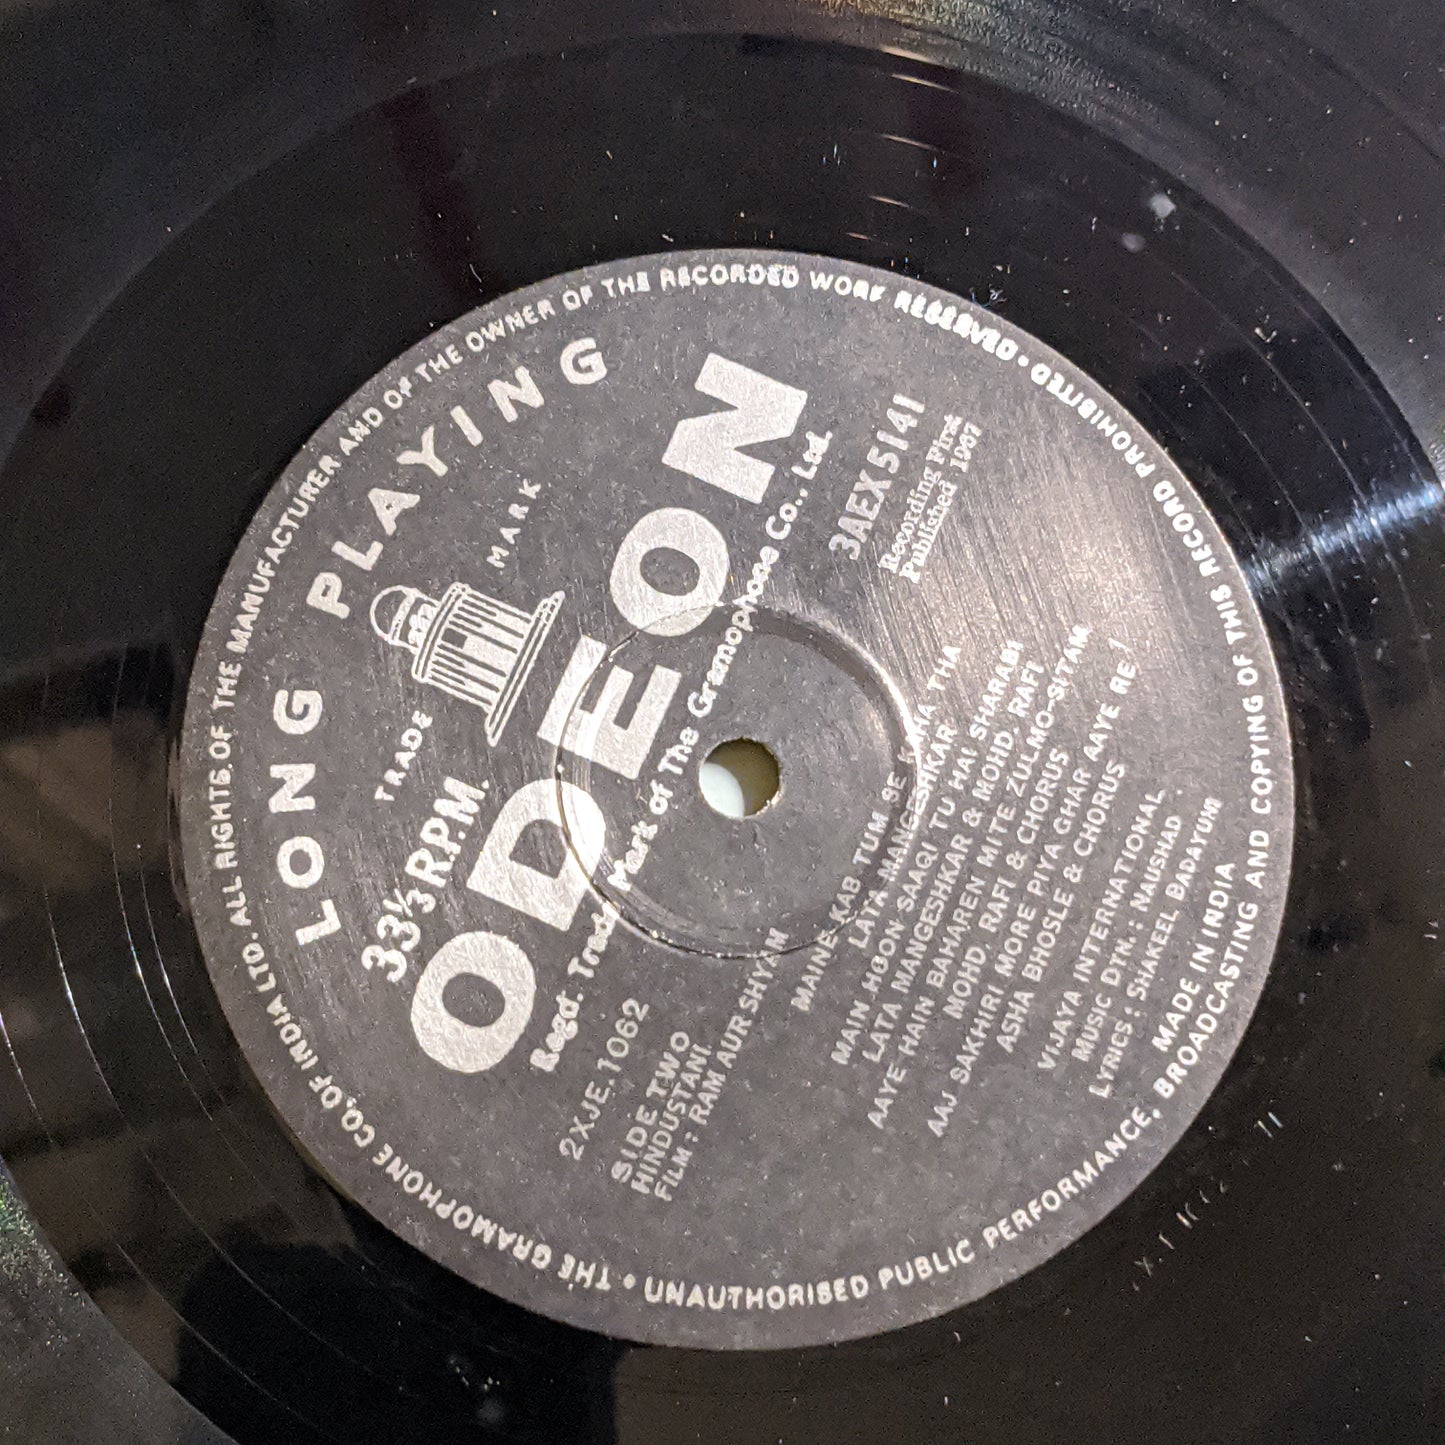 LONG PLAYING
TRADE MARK
33⅓ R.P.M.
ODEON
Regd. Trade Mark of The Gramophone Co., Ltd.
2XJE.1062
3AEX 5141
SIDE TWO
Recording First
HINDUSTANI
Published 1967
FILM : RAM AUR SHYAM
MAINE KAB TUM SE KAHA THA
LATA MANGESHKAR
MAIN HOON SAAQI TU HAI SHARABI
LATA MANGESHKAR & MOHD. RAFI
AAYE HAIN BAHAREN MITE ZULMO-SITAM
MOHD. RAFI & CHORUS
AAJ SAKHIRI MORE PIYA GHAR AAYE RE !
ASHA BHOSLE & CHORUS
VIJAYA INTERNATIONAL
MUSIC DTN. : NAUSHAD
LYRICS : SHAKEEL BADAYUNI
MADE IN INDIA
• THE GRAMOPHONE CO. OF INDIA LTD. ALL RIGHTS OF THE MANUFACTURER AND OF THE OWNER OF THE RECORDED WORK RESERVED •
UNAUTHORISED PUBLIC PERFORMANCE, BROADCASTING AND COPYING OF THIS RECORD PROHIBITED